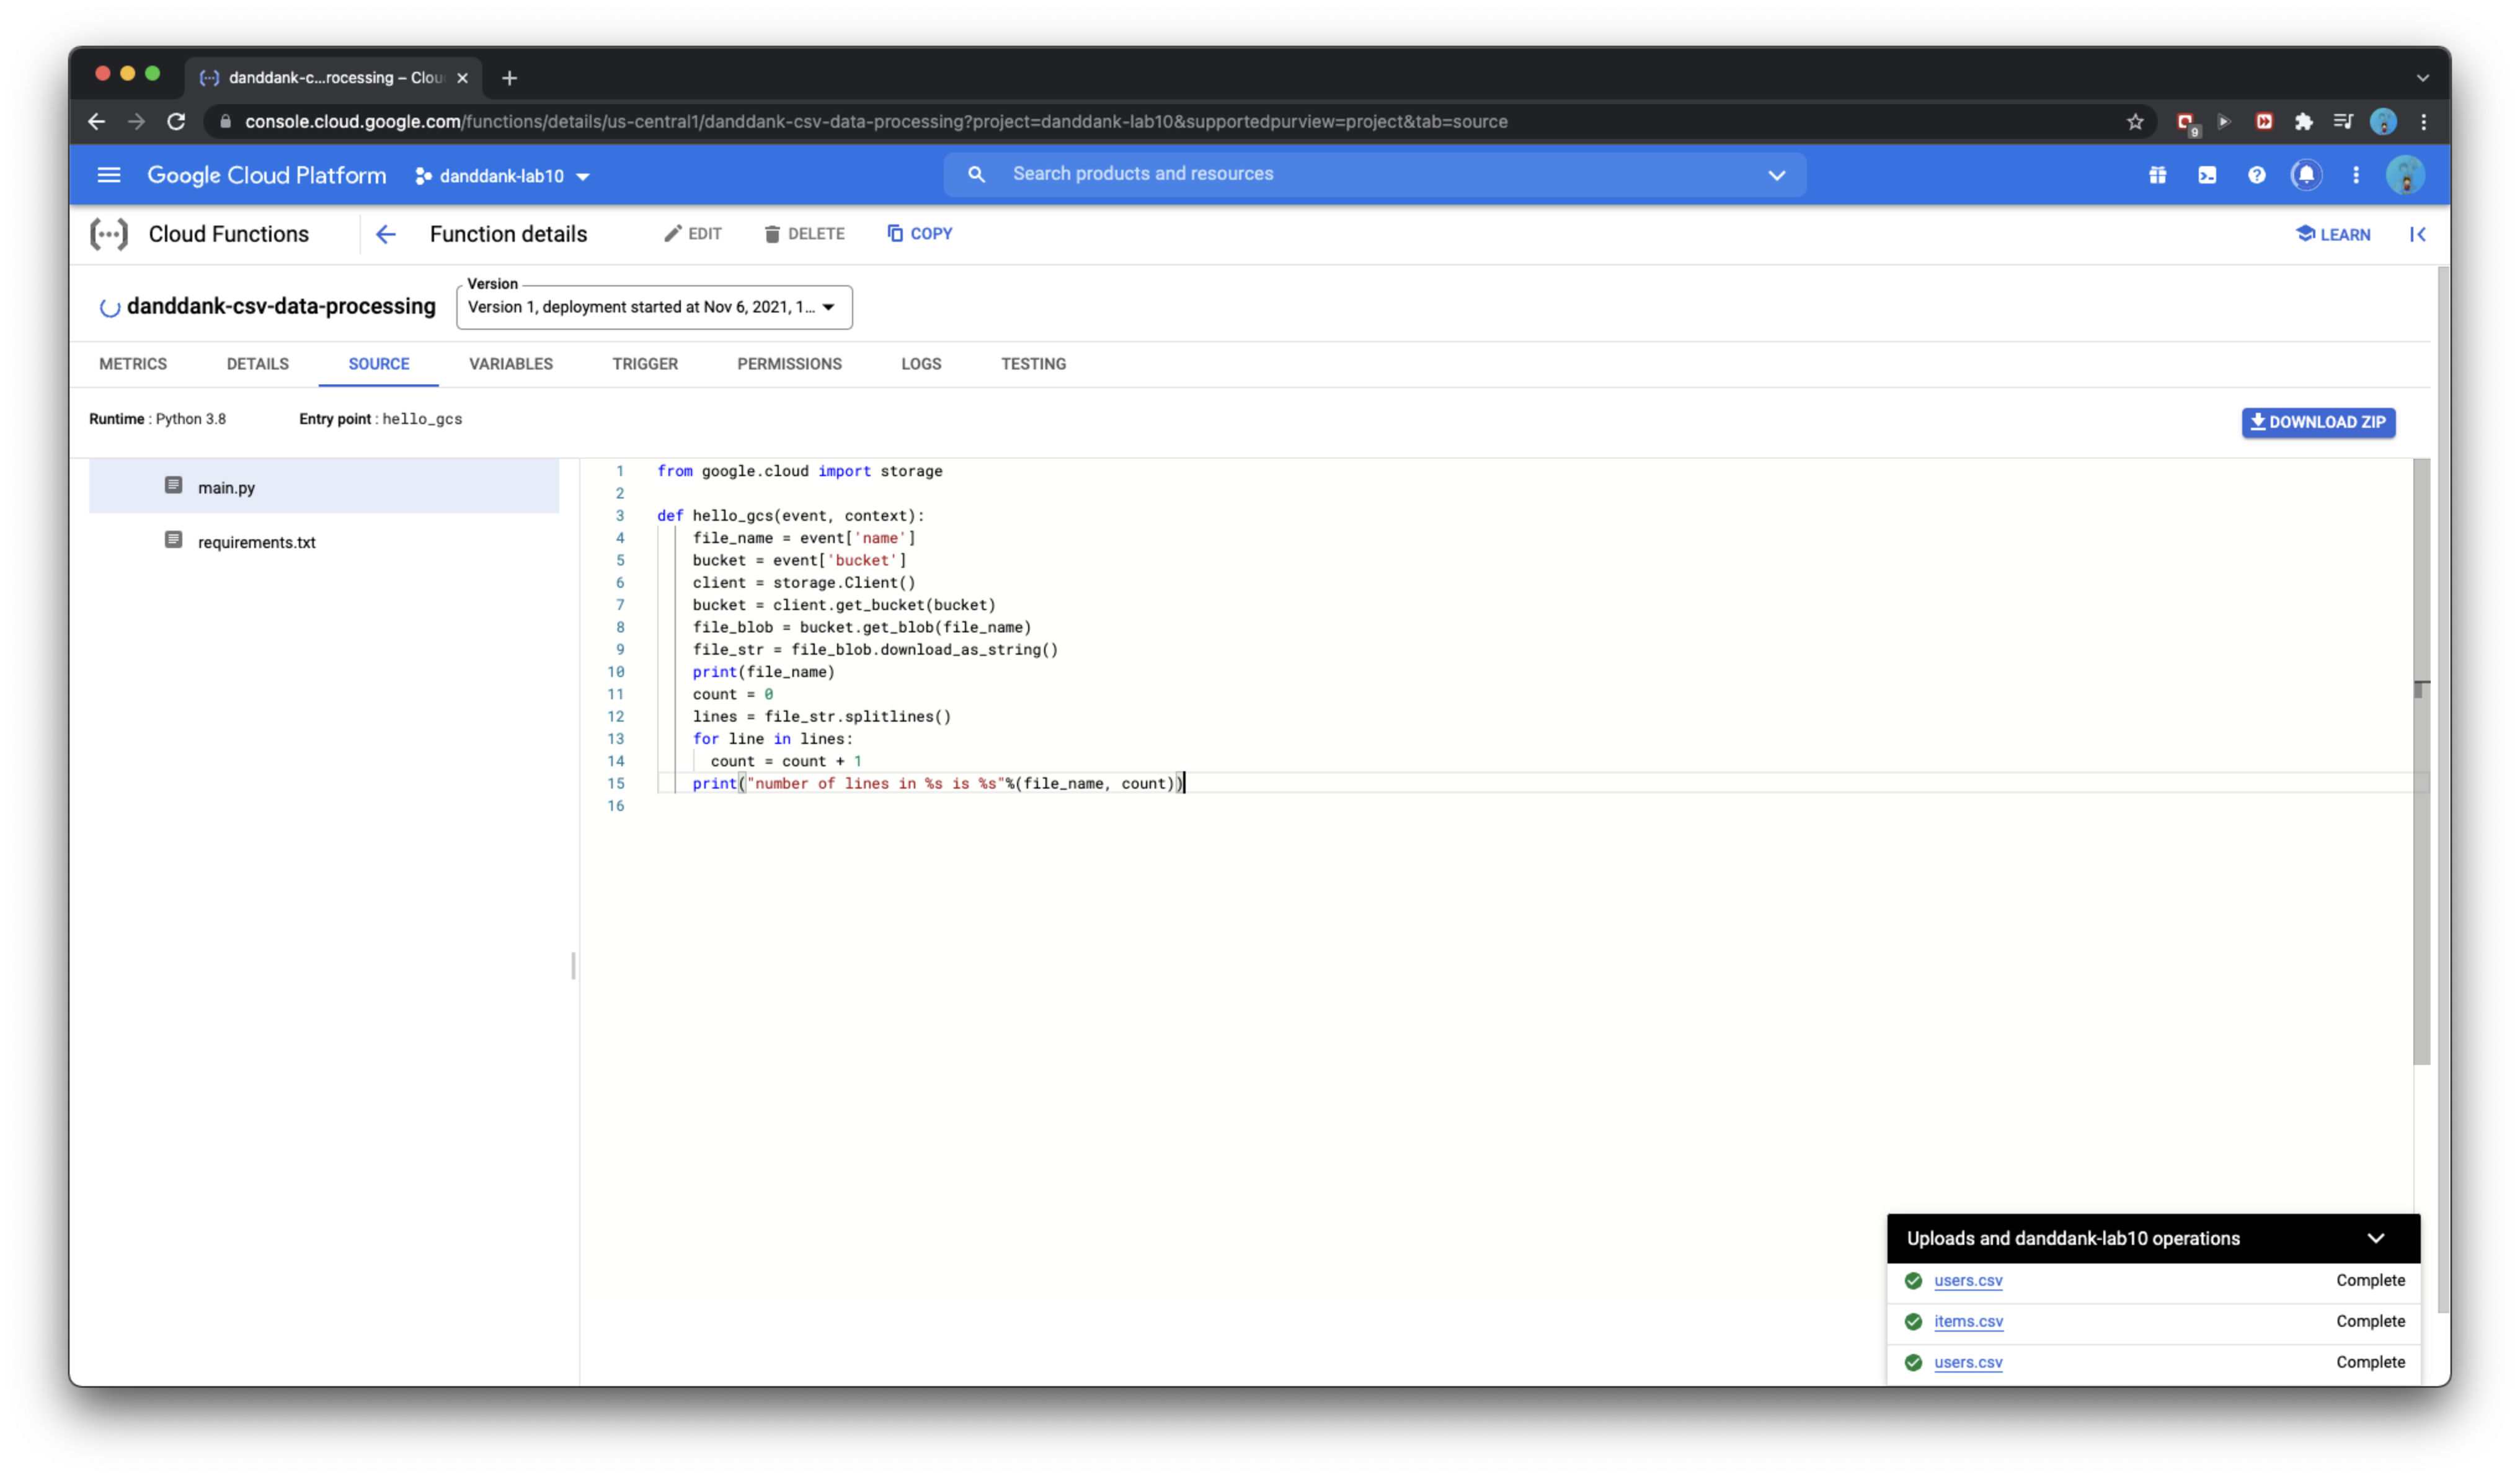 danddank-c...rocessing – Clou
console.cloud.google.com/functions/details/us-central1/danddank-csv-data-processing?project=danddank-lab10&supportedpurview=project&tab=source
9
Google Cloud Platform danddank-lab10 Search products and resources
Cloud Functions Function details EDIT DELETE COPY LEARN
Version
danddank-csv-data-processing Version 1, deployment started at Nov 6, 2021, 1...
METRICS DETAILS SOURCE VARIABLES TRIGGER PERMISSIONS LOGS TESTING
Runtime : Python 3.8 Entry point : hello_gcs DOWNLOAD ZIP
main.py
requirements.txt
1 from google.cloud import storage
2
3 def hello_gcs(event, context):
4 file_name = event['name']
5 bucket = event['bucket']
6 client = storage.Client()
7 bucket = client.get_bucket(bucket)
8 file_blob = bucket.get_blob(file_name)
9 file_str = file_blob.download_as_string()
10 print(file_name)
11 count = 0
12 lines = file_str.splitlines()
13 for line in lines:
14 count = count + 1
15 print("number of lines in %s is %s"%(file_name, count))
16
Uploads and danddank-lab10 operations
users.csv Complete
items.csv Complete
users.csv Complete